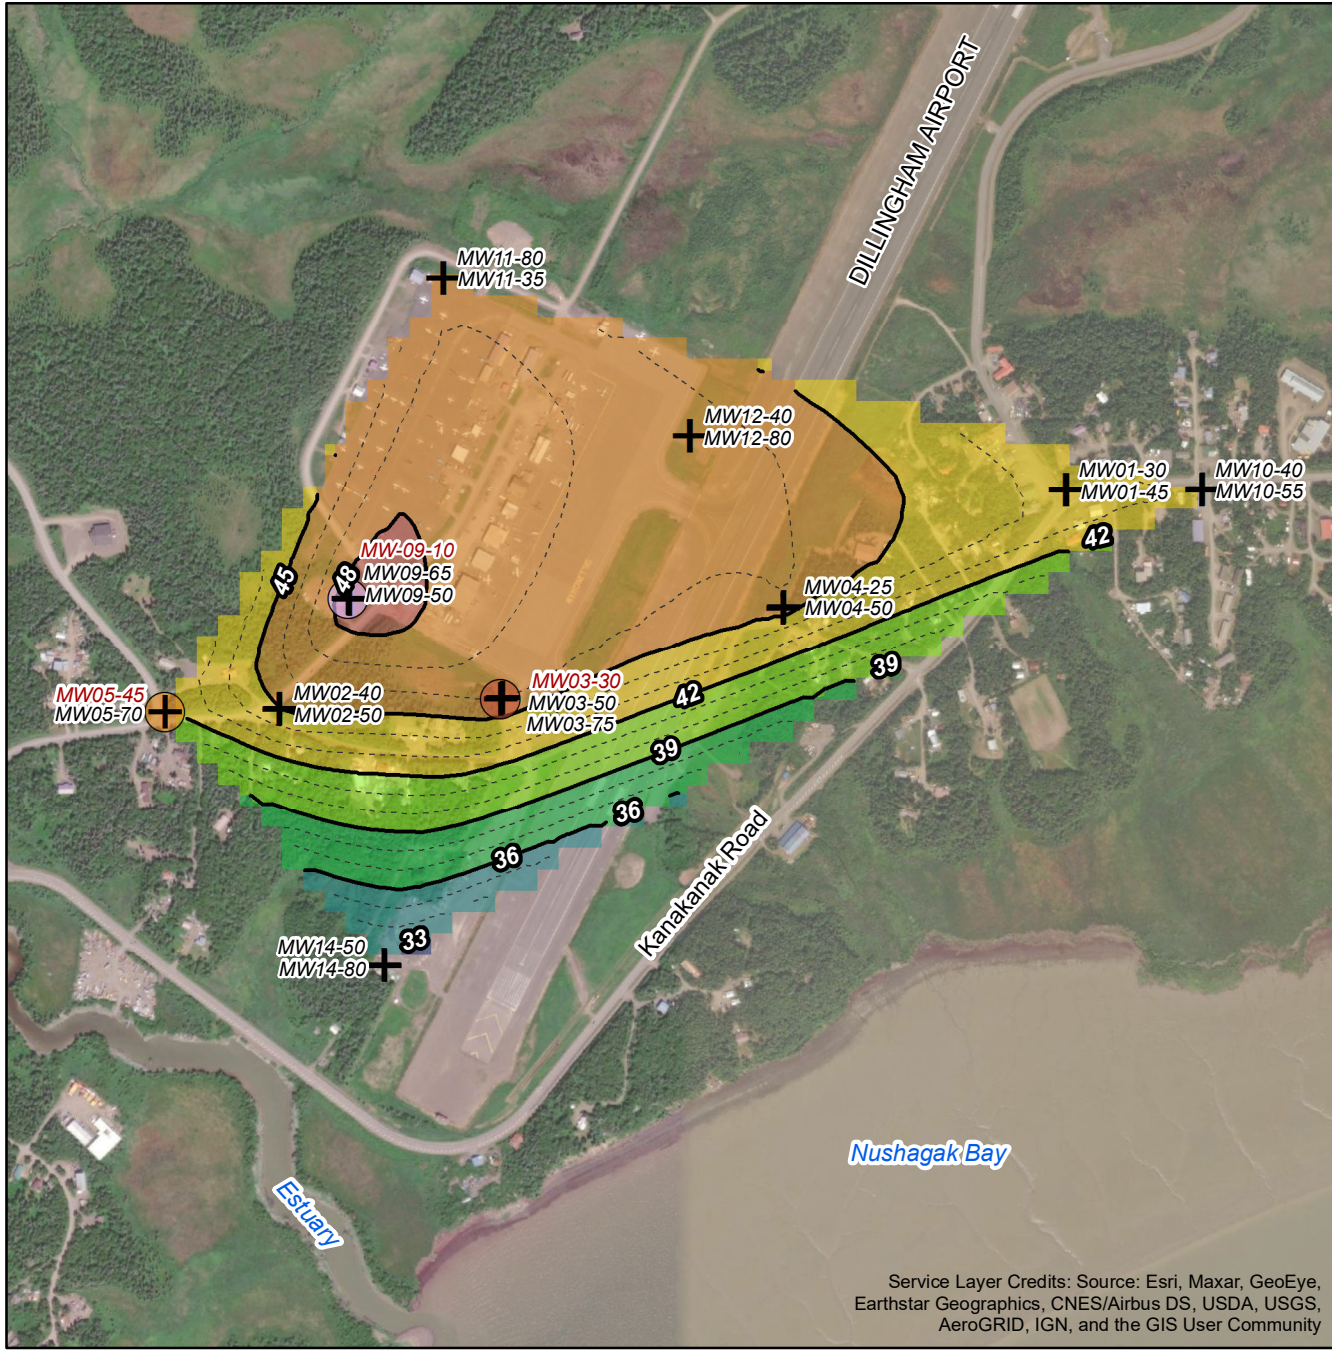 DILLINGHAM AIRPORT
MW11-80
MW11-35
MW12-40
MW12-80
MW01-30
MW01-45
MW10-40
MW10-55
42
MW-09-10
MW09-65
MW09-50
48
45
MW04-25
MW04-50
39
MW05-45
MW05-70
MW02-40
MW02-50
MW03-30
MW03-50
MW03-75
42
39
36
36
Kanakanak Road
MW14-50
MW14-80
33
Nushagak Bay
Estuary
Service Layer Credits: Source: Esri, Maxar, GeoEye,
Earthstar Geographics, CNES/Airbus DS, USDA, USGS,
AeroGRID, IGN, and the GIS User Community